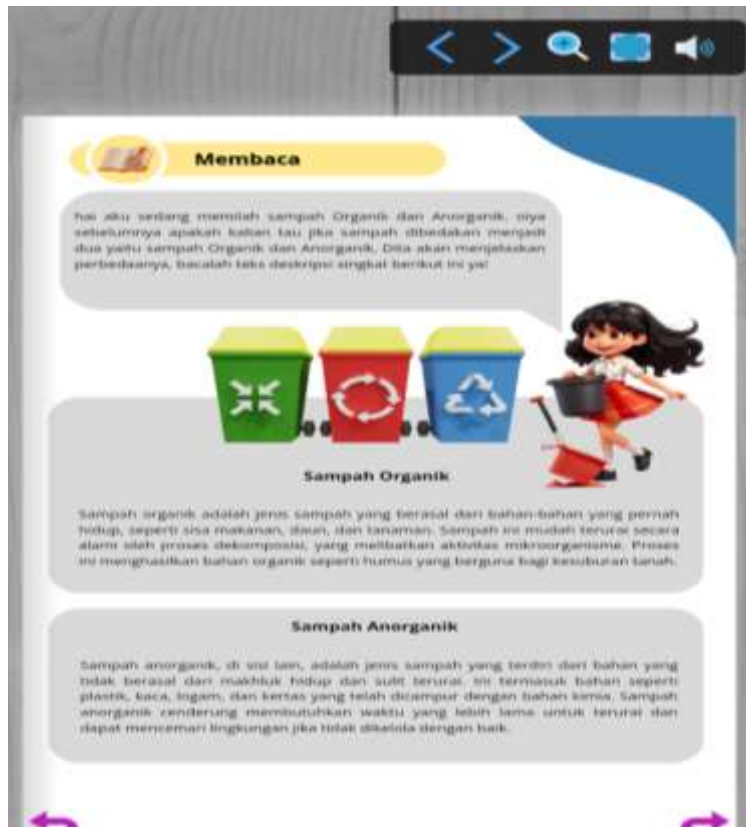 Membaca
hai aku sedang memilah sampah Organik dan Anorganik, oiya
sebelumnya apakah kalian tau jika sampah dibedakan menjadi
dua yaitu sampah Organik dan Anorganik, Dita akan menjelaskan
perbedaanya, bacalah teks deskripsi singkat berikut ini ya!
Sampah Organik
Sampah organik adalah jenis sampah yang berasal dari bahan-bahan yang pernah
hidup, seperti sisa makanan, daun, dan tanaman. Sampah ini mudah terurai secara
alami oleh proses dekomposisi, yang melibatkan aktivitas mikroorganisme. Proses
ini menghasilkan bahan organik seperti humus yang berguna bagi kesuburan tanah.
Sampah Anorganik
Sampah anorganik, di sisi lain, adalah jenis sampah yang terdiri dari bahan yang
tidak berasal dari makhluk hidup dan sulit terurai. Ini termasuk bahan seperti
plastik, kaca, logam, dan kertas yang telah dicampur dengan bahan kimia. Sampah
anorganik cenderung membutuhkan waktu yang lebih lama untuk terurai dan
dapat mencemari lingkungan jika tidak dikelola dengan baik.